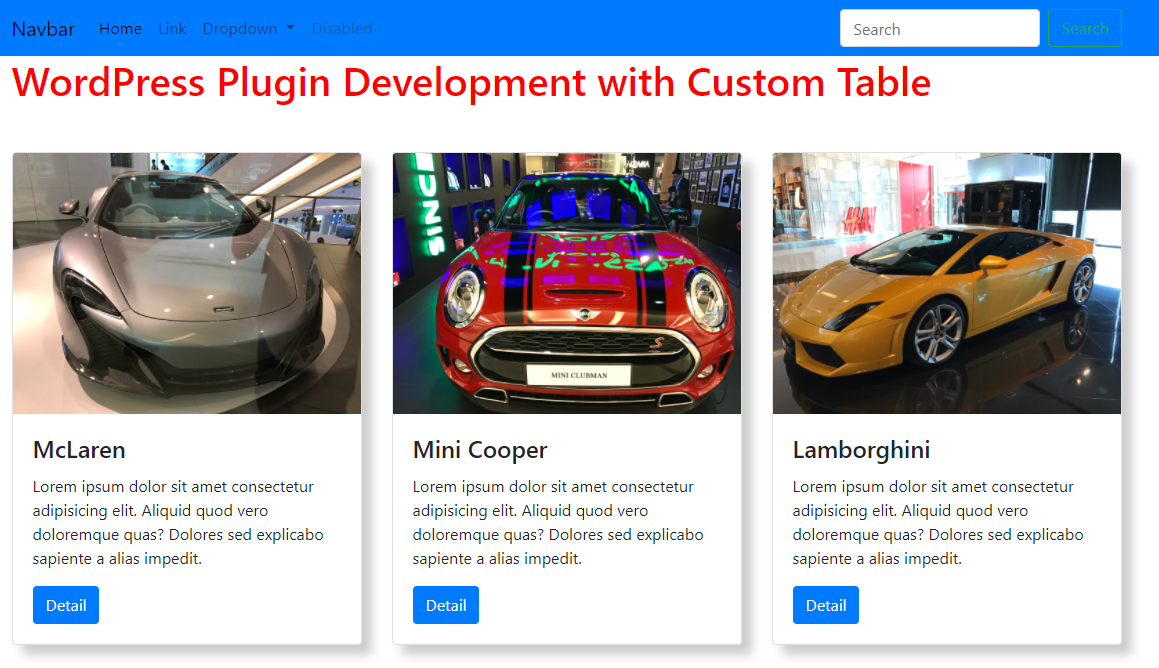 Navbar Home Link Dropdown Disabled Search Search
WordPress Plugin Development with Custom Table
SINCE
H&M
S
MINI CLUBMAN
McLaren
Lorem ipsum dolor sit amet consectetur
adipisicing elit. Aliquid quod vero
doloremque quas? Dolores sed explicabo
sapiente a alias impedit.
Detail
Mini Cooper
Lorem ipsum dolor sit amet consectetur
adipisicing elit. Aliquid quod vero
doloremque quas? Dolores sed explicabo
sapiente a alias impedit.
Detail
Lamborghini
Lorem ipsum dolor sit amet consectetur
adipisicing elit. Aliquid quod vero
doloremque quas? Dolores sed explicabo
sapiente a alias impedit.
Detail